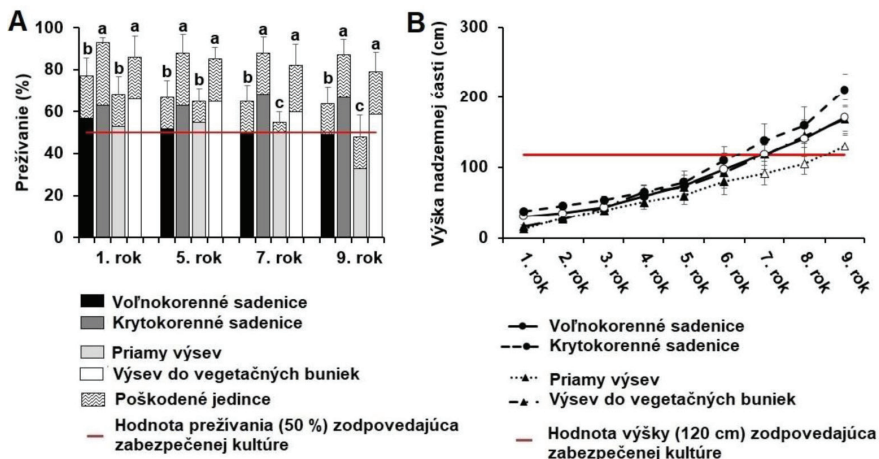 A
Prežívanie (%)
100
80
60
40
20
0
b a b a
b a b a
b a c a
b a c a
1. rok 5. rok 7. rok 9. rok
Voľnokorenné sadenice
Krytokorenné sadenice
Priamy výsev
Výsev do vegetačných buniek
Poškodené jedince
Hodnota prežívania (50 %) zodpovedajúca
zabezpečenej kultúre
B
Výška nadzemnej časti (cm)
300
200
100
0
1. rok 2. rok 3. rok 4. rok 5. rok 6. rok 7. rok 8. rok 9. rok
Voľnokorenné sadenice
Krytokorenné sadenice
Priamy výsev
Výsev do vegetačných buniek
Hodnota výšky (120 cm) zodpovedajúca
zabezpečenej kultúre